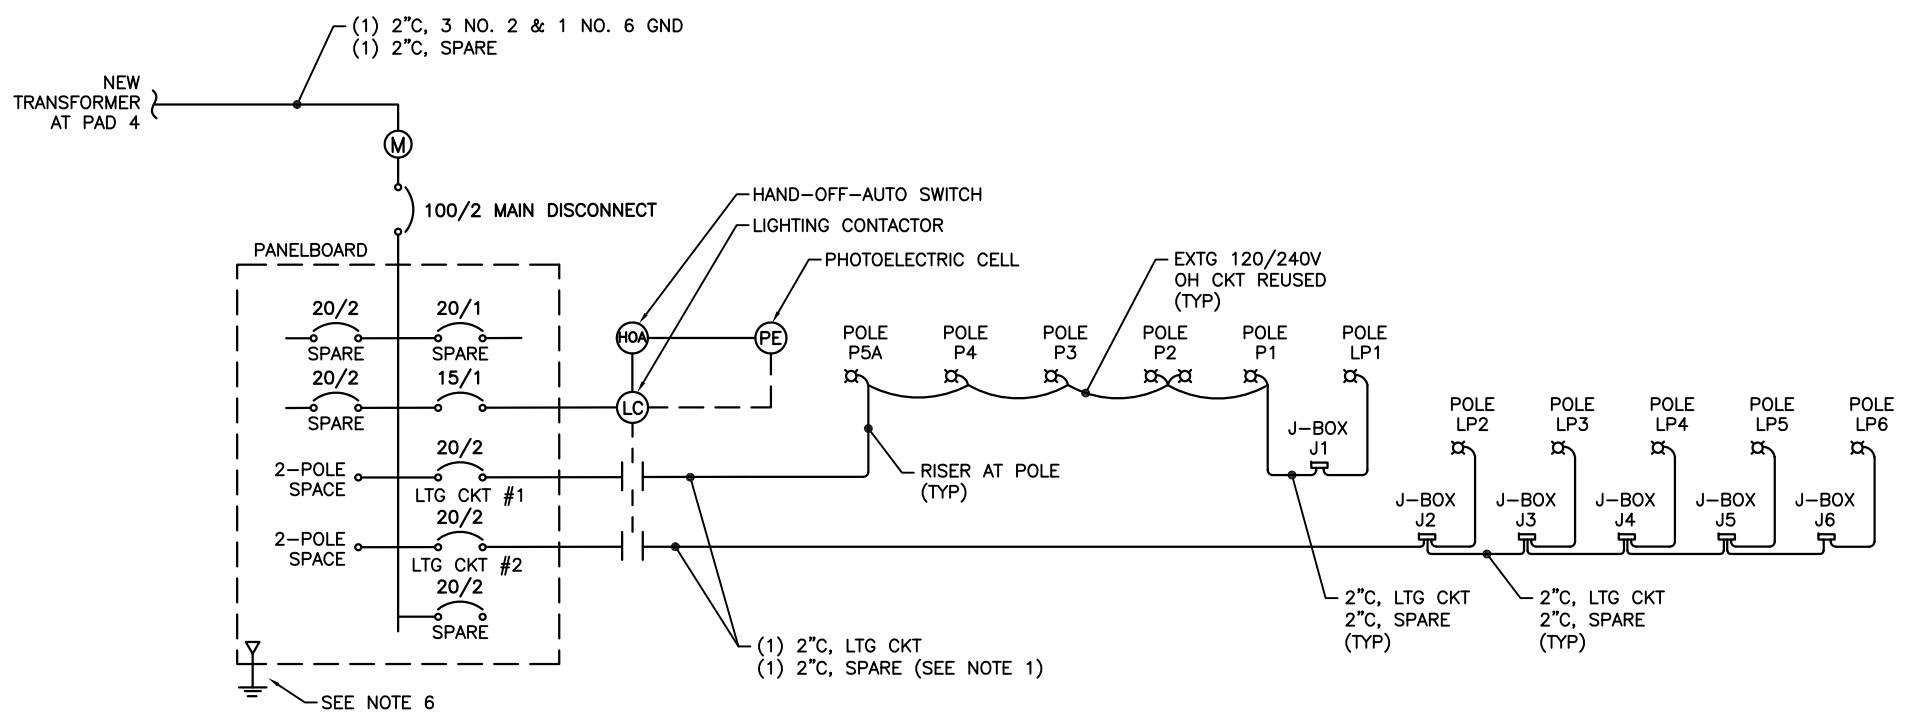 (1) 2"C, 3 NO. 2 & 1 NO. 6 GND
(1) 2"C, SPARE
NEW
TRANSFORMER
AT PAD 4
M
100/2 MAIN DISCONNECT
PANELBOARD
20/2
SPARE
20/1
SPARE
20/2
SPARE
15/1
2-POLE
SPACE
20/2
LTG CKT #1
2-POLE
SPACE
20/2
LTG CKT #2
20/2
SPARE
SEE NOTE 6
HAND-OFF-AUTO SWITCH
LIGHTING CONTACTOR
PHOTOELECTRIC CELL
HOA
PE
LC
(1) 2"C, LTG CKT
(1) 2"C, SPARE (SEE NOTE 1)
EXTG 120/240V
OH CKT REUSED
(TYP)
POLE
P5A
POLE
P4
POLE
P3
POLE
P2
POLE
P1
POLE
LP1
RISER AT POLE
(TYP)
J-BOX
J1
POLE
LP2
POLE
LP3
POLE
LP4
POLE
LP5
POLE
LP6
J-BOX
J2
J-BOX
J3
J-BOX
J4
J-BOX
J5
J-BOX
J6
2"C, LTG CKT
2"C, SPARE
(TYP)
2"C, LTG CKT
2"C, SPARE
(TYP)